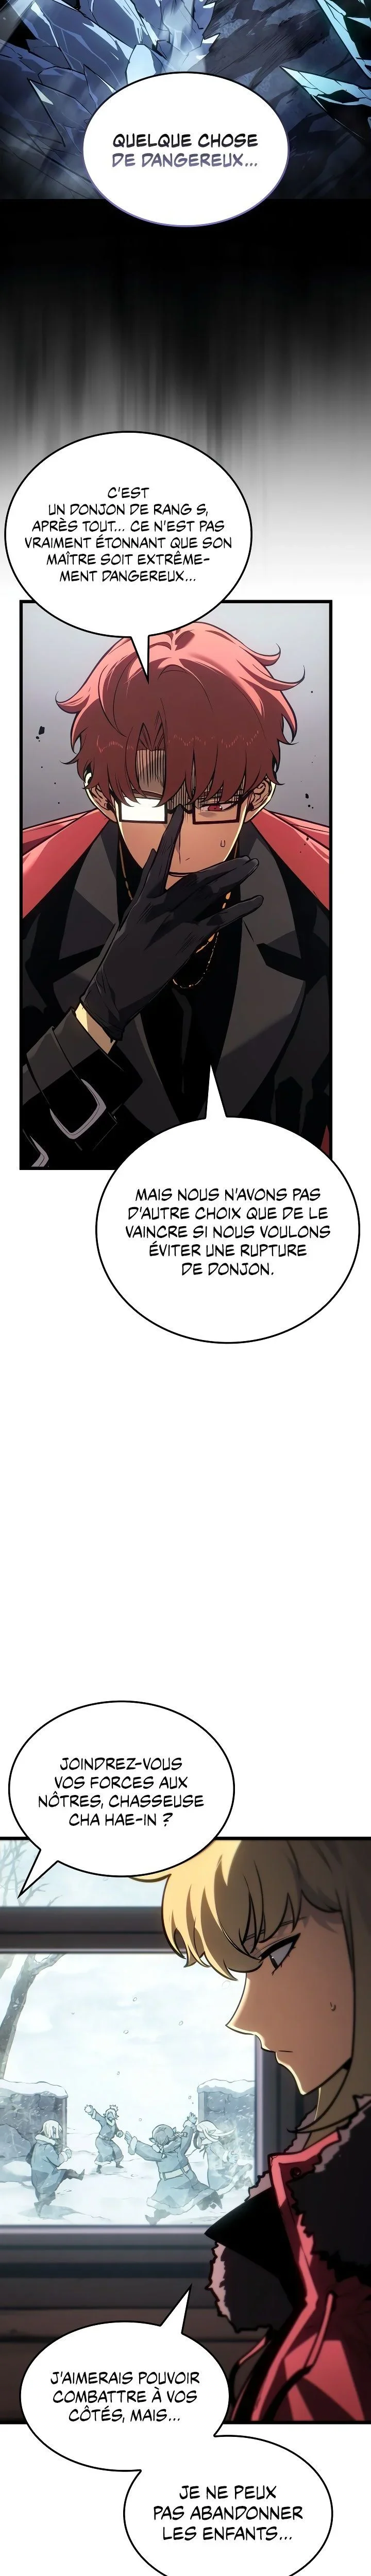 QUELQUE CHOSE
DE DANGEREUX...
C'EST
UN DONJON DE RANG S,
APRÈS TOUT... CE N'EST PAS
VRAIMENT ÉTONNANT QUE SON
MAÎTRE SOIT EXTRÊME-
MENT DANGEREUX...
MAIS NOUS N'AVONS PAS
D'AUTRE CHOIX QUE DE LE
VAINCRE SI NOUS VOULONS
ÉVITER UNE RUPTURE
DE DONJON.
JOINDREZ-VOUS
VOS FORCES AUX
NÔTRES, CHASSEUSE
CHA HAE-IN ?
J'AIMERAIS POUVOIR
COMBATTRE À VOS
CÔTÉS, MAIS...
JE NE PEUX
PAS ABANDONNER
LES ENFANTS...